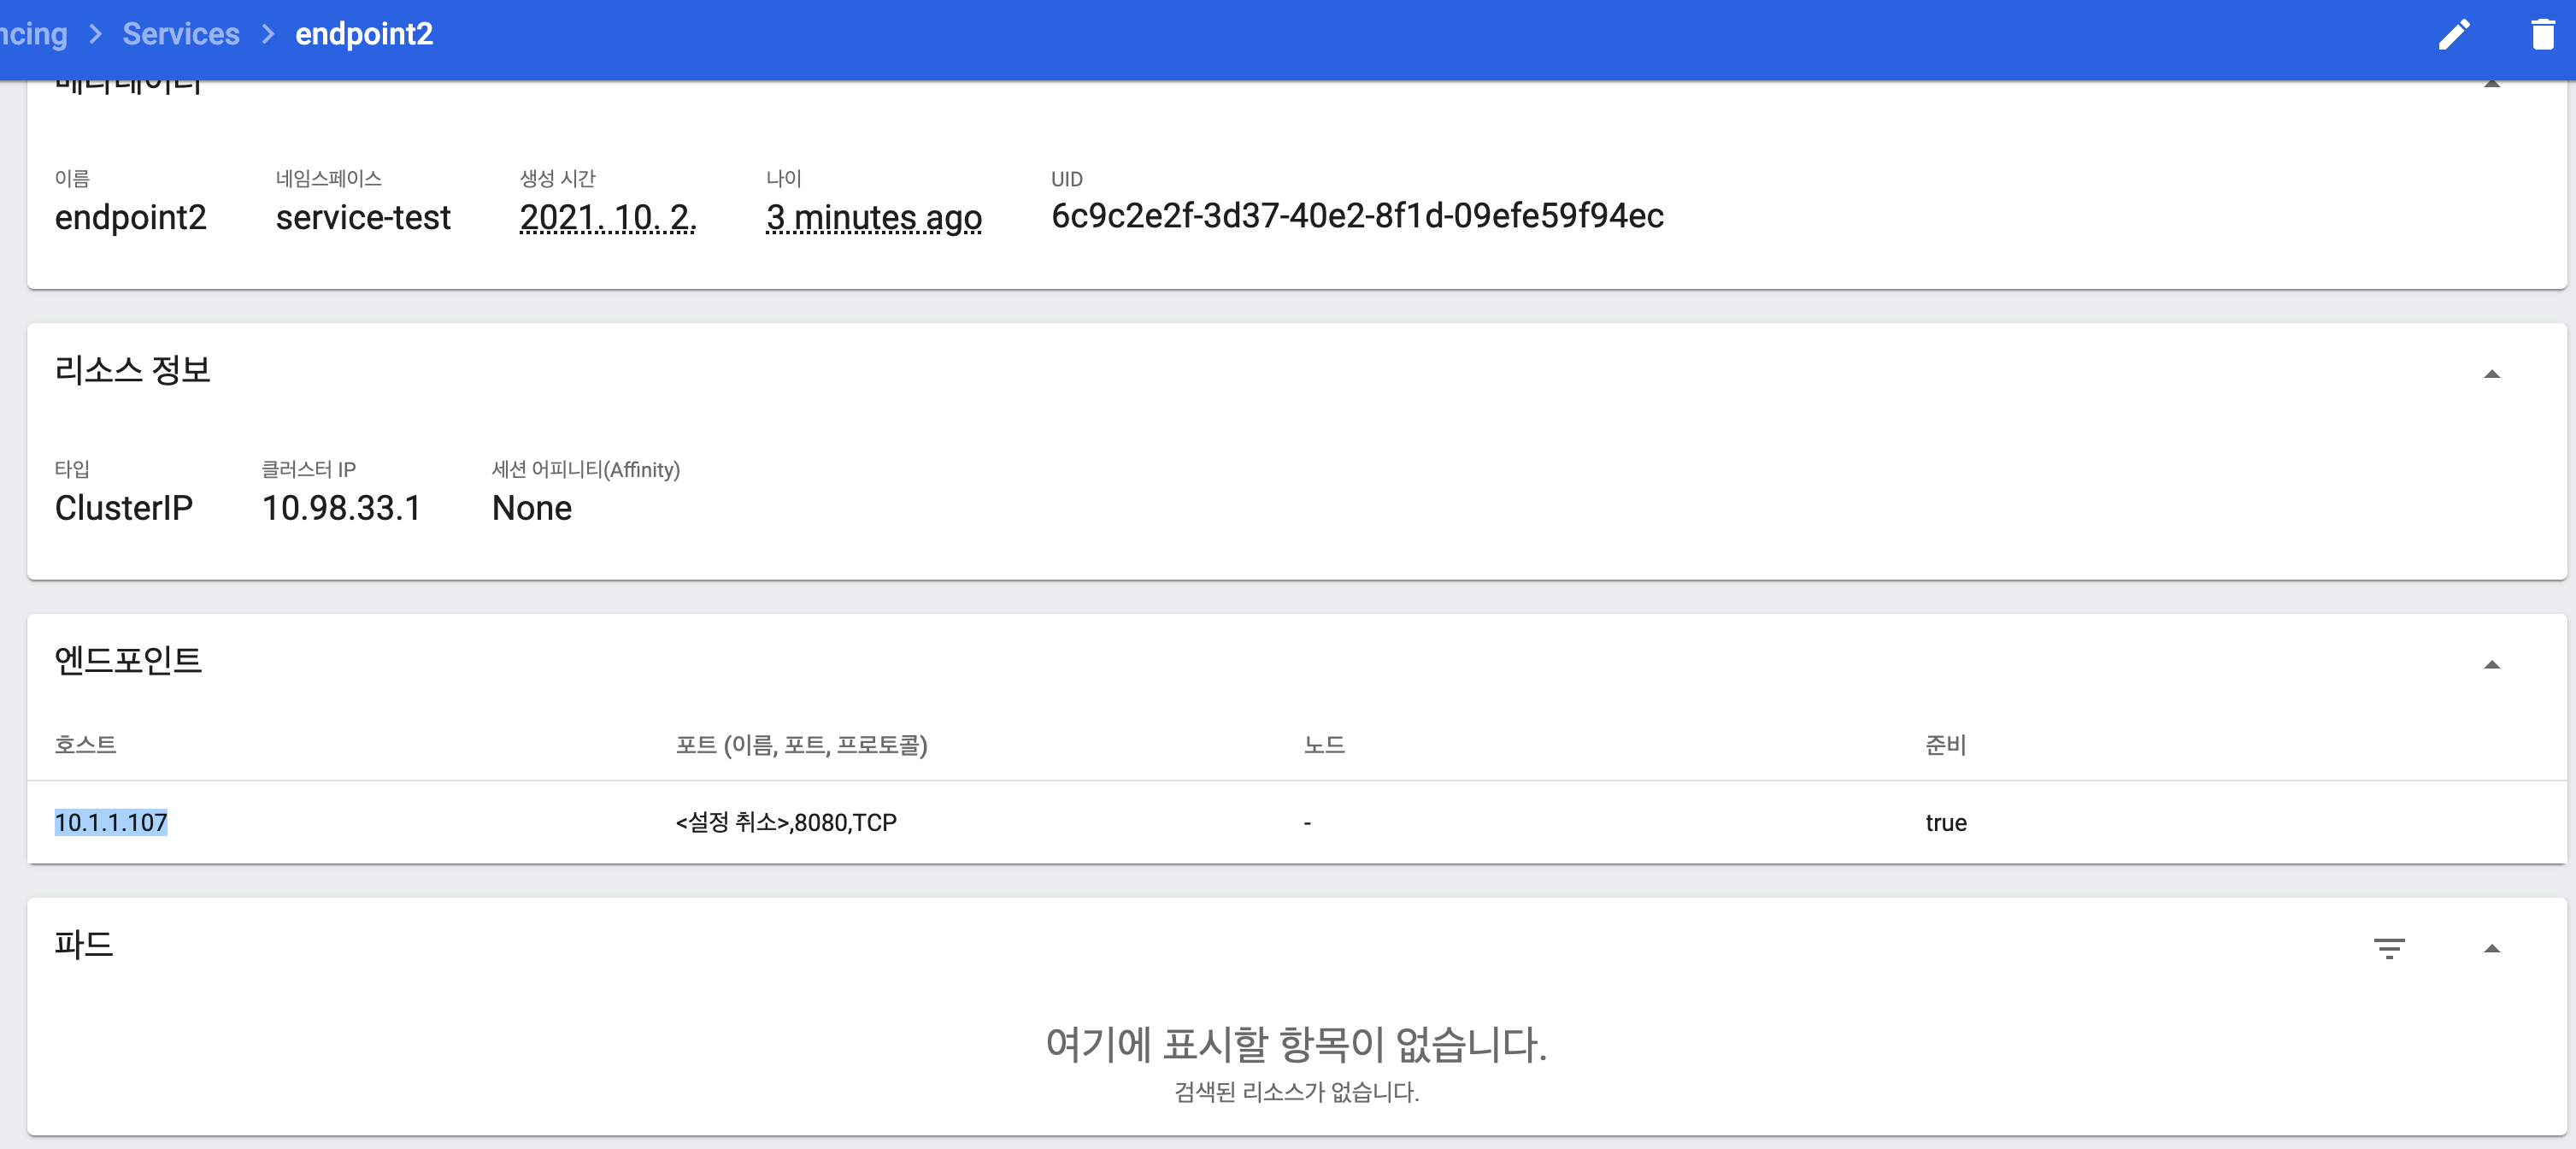 Services > endpoint2
이름 네임스페이스 생성 시간 나이 UID
endpoint2 service-test 2021. 10. 2. 3 minutes ago 6c9c2e2f-3d37-40e2-8f1d-09efe59f94ec
리소스 정보
타입 클러스터 IP 세션 어피니티(Affinity)
ClusterIP 10.98.33.1 None
엔드포인트
호스트 포트 (이름, 포트, 프로토콜) 노드 준비
10.1.1.107 <설정 취소>,8080,TCP - true
파드
여기에 표시할 항목이 없습니다.
검색된 리소스가 없습니다.